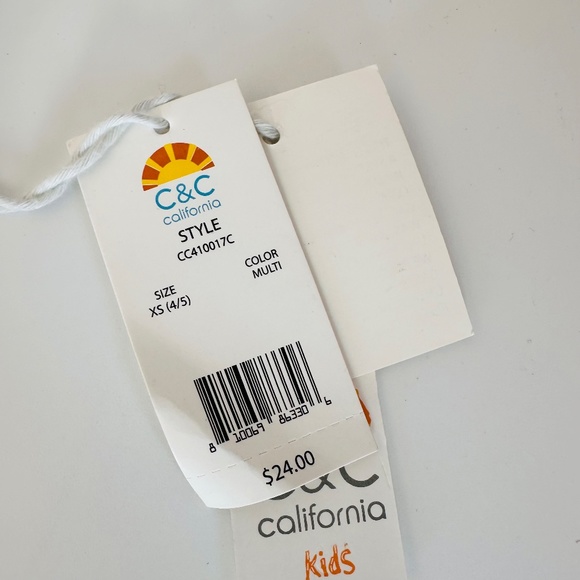 C&C
california
STYLE
CC410017C
SIZE
XS (4/5)
COLOR
MULTI
8 10069 86330 6
$24.00
C&C
california
Kids